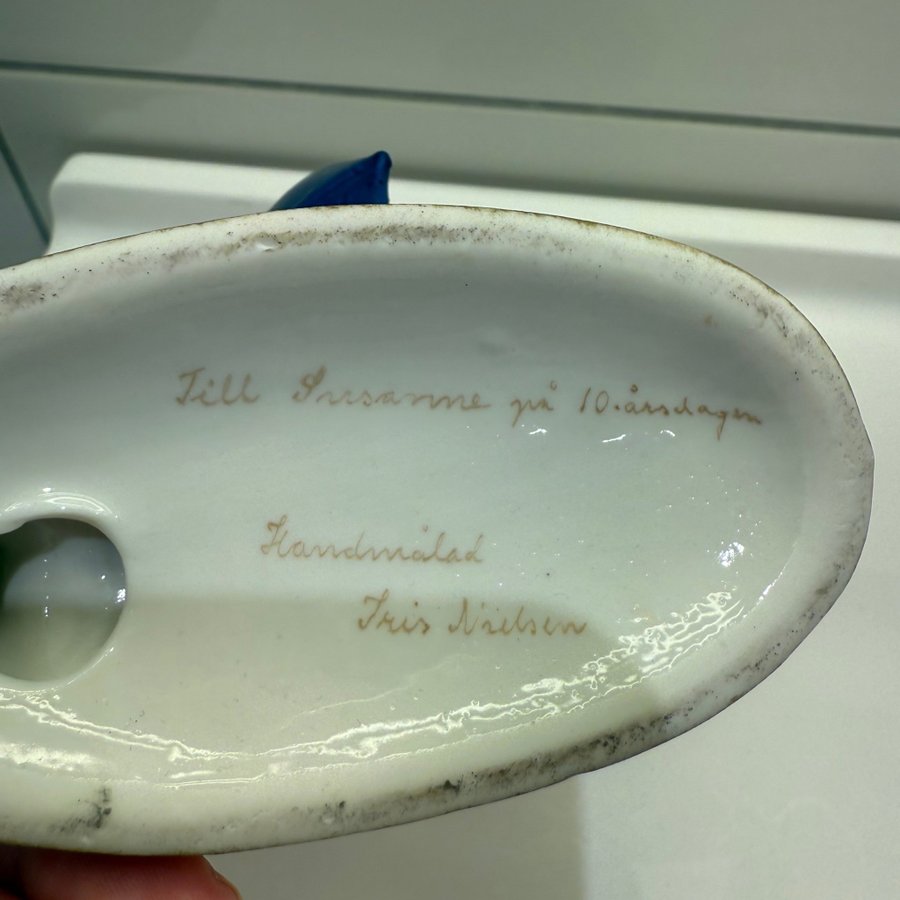 Till Susanne på 10.årsdagen
Handmålad
Iris Nielsen